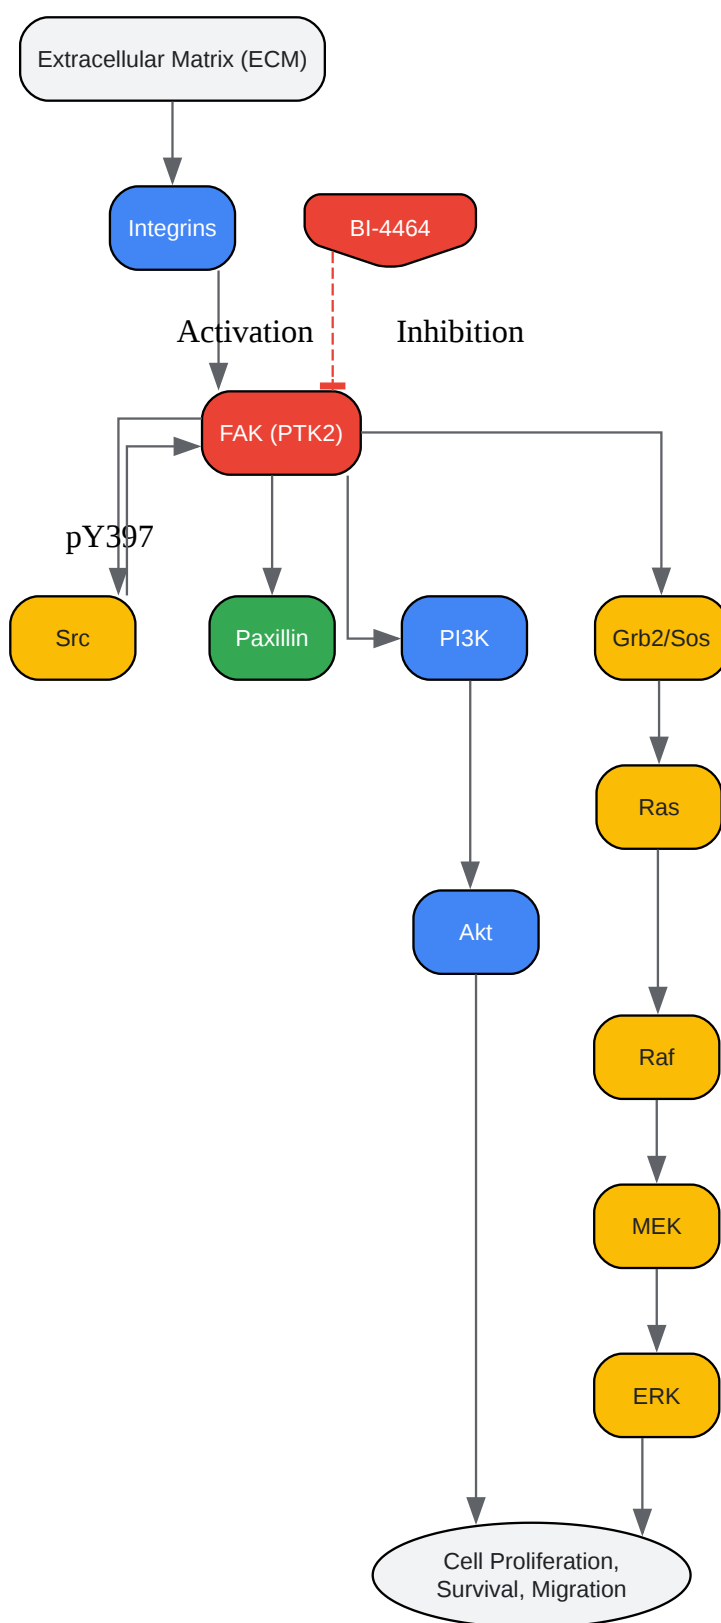 Extracellular Matrix (ECM)
Integrins
BI-4464
Activation
Inhibition
FAK (PTK2)
pY397
Src
Paxillin
PI3K
Grb2/Sos
Ras
Akt
Raf
MEK
ERK
Cell Proliferation,
Survival, Migration